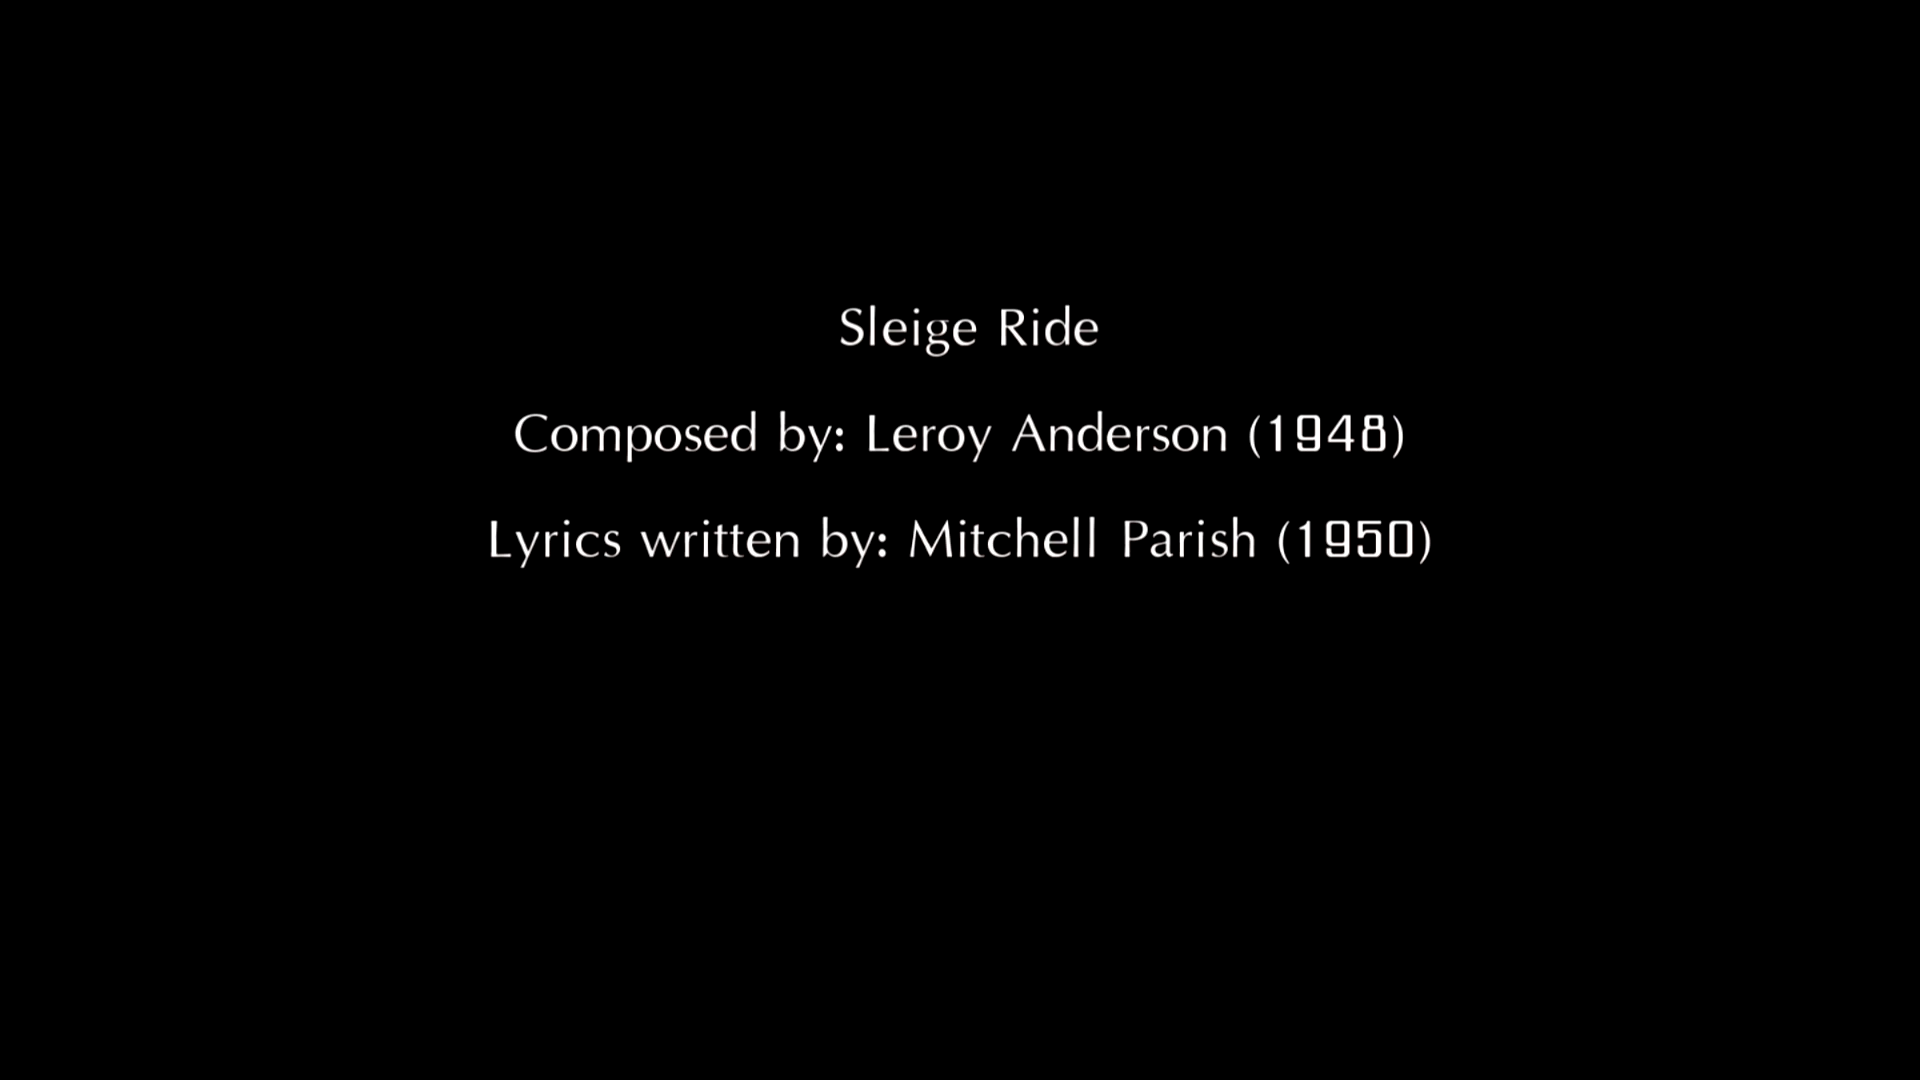 Sleige Ride
Composed by: Leroy Anderson (1948)
Lyrics written by: Mitchell Parish (1950)